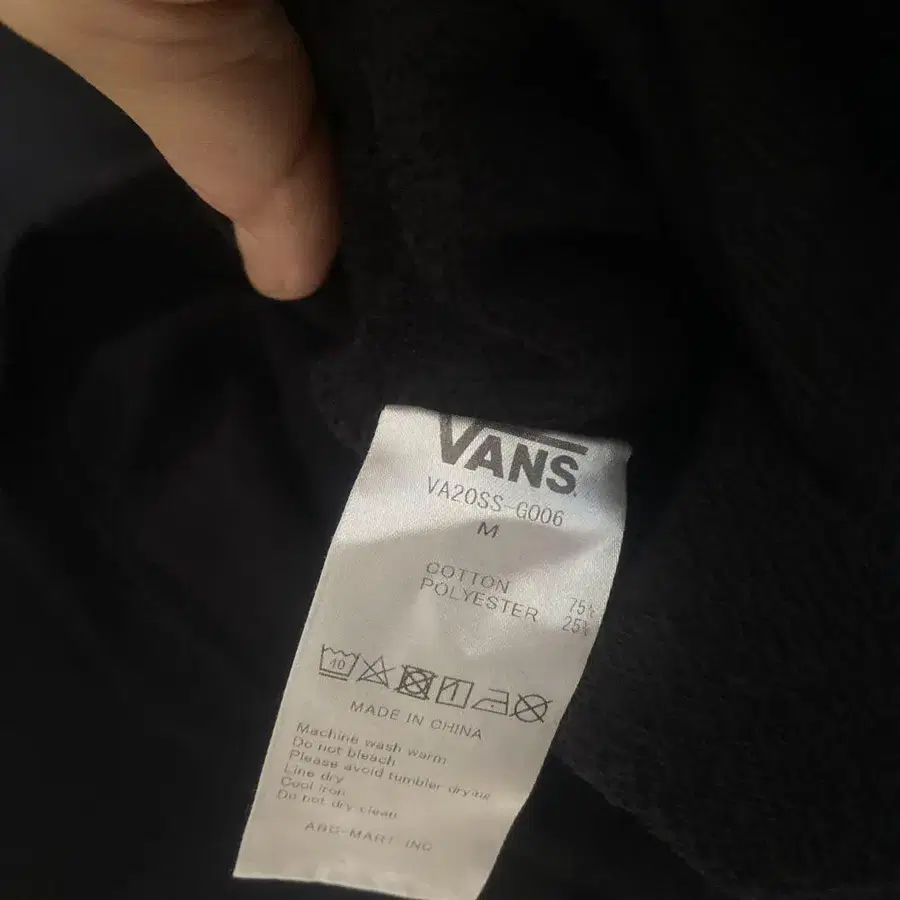 VANS
VA20SS-G006
M
COTTON 75%
POLYESTER 25%
40
MADE IN CHINA
Machine wash warm
Do not bleach
Please avoid tumbler drying
Line dry
Cool iron
Do not dry clean
ABC-MART INC